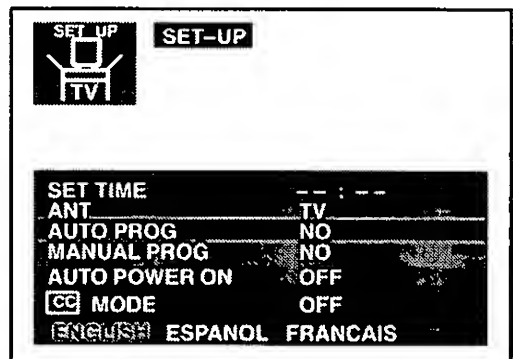 SET UP
SET-UP
TV
SET TIME --:--
ANT TV
AUTO PROG NO
MANUAL PROG NO
AUTO POWER ON OFF
CC MODE OFF
ENGLISH ESPANOL FRANCAIS